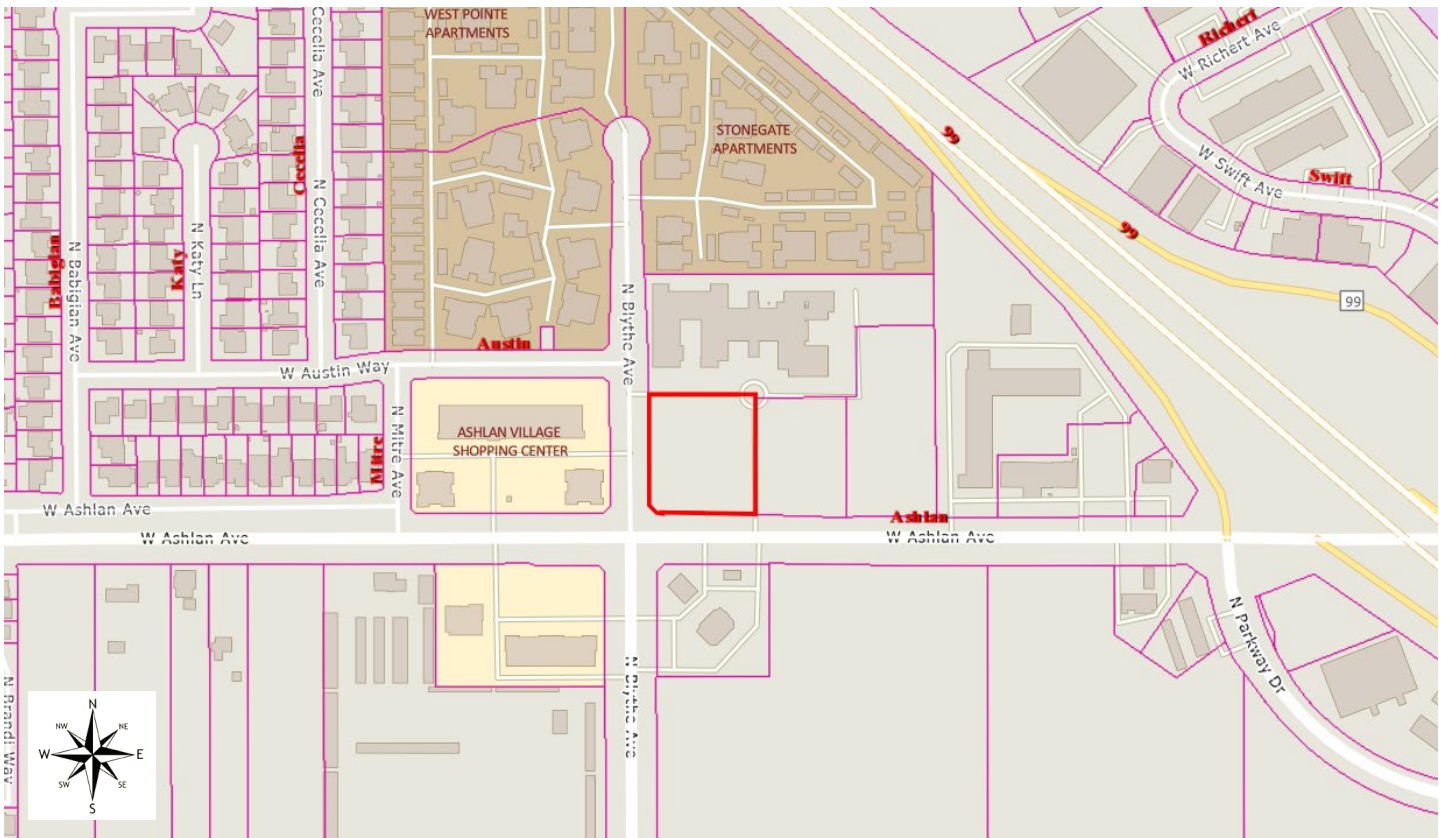 WEST POINTE
APARTMENTS
Richert
W Richert Ave
Cecelia Ave
STONEGATE
APARTMENTS
99
W Swift Ave
Swift
Cecelia
N Cecelia Ave
99
Babigian
N Babigian Ave
Katy
N Katy Ln
N Blythe Ave
99
Austin
W Austin Way
N Mitre Ave
Mitre
ASHLAN VILLAGE
SHOPPING CENTER
W Ashlan Ave
W Ashlan Ave
Ashlan
W Ashlan Ave
N Parkway Dr
N Blythe Ave
N Brandi Way
N
NW
NE
W
E
SW
SE
S